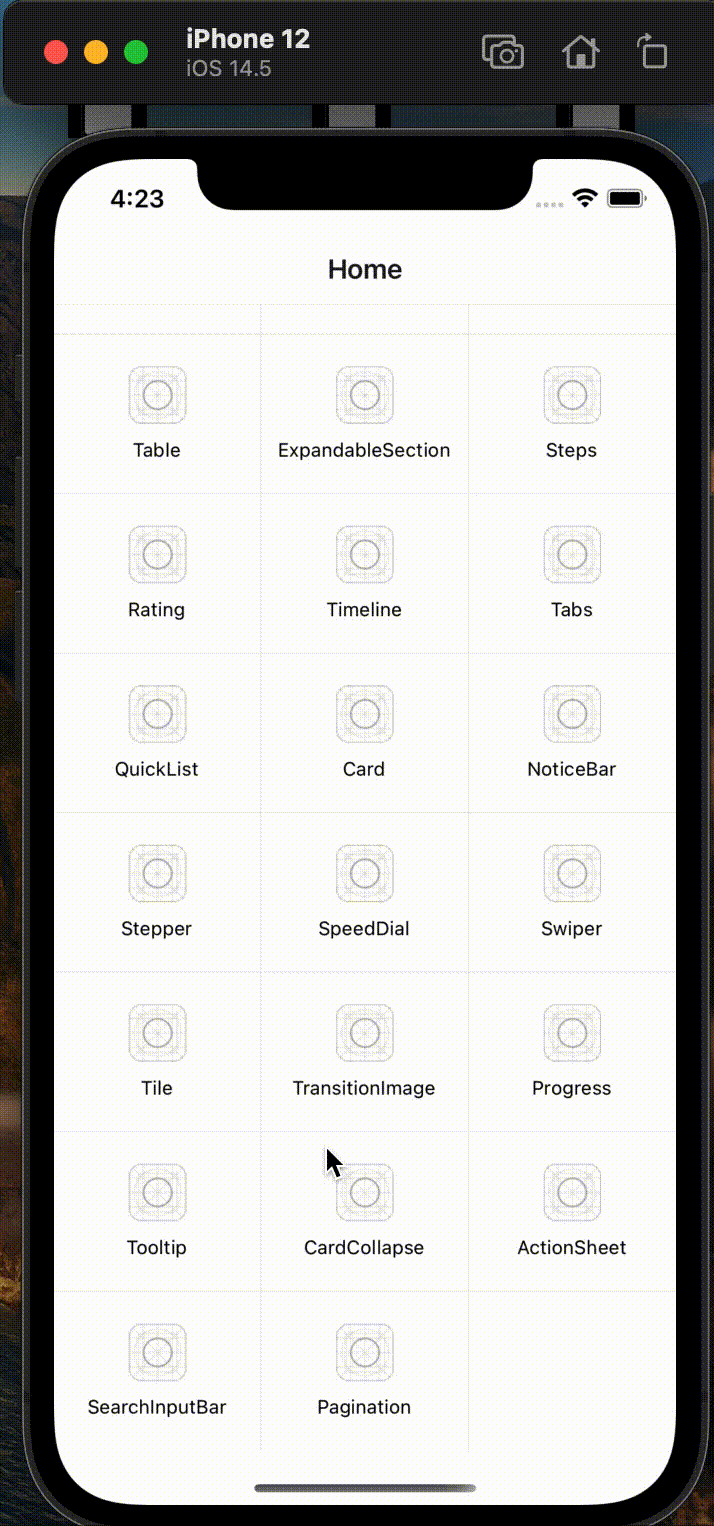 iPhone 12
iOS 14.5
4:23
Home
Table
ExpandableSection
Steps
Rating
Timeline
Tabs
QuickList
Card
NoticeBar
Stepper
SpeedDial
Swiper
Tile
TransitionImage
Progress
Tooltip
CardCollapse
ActionSheet
SearchInputBar
Pagination